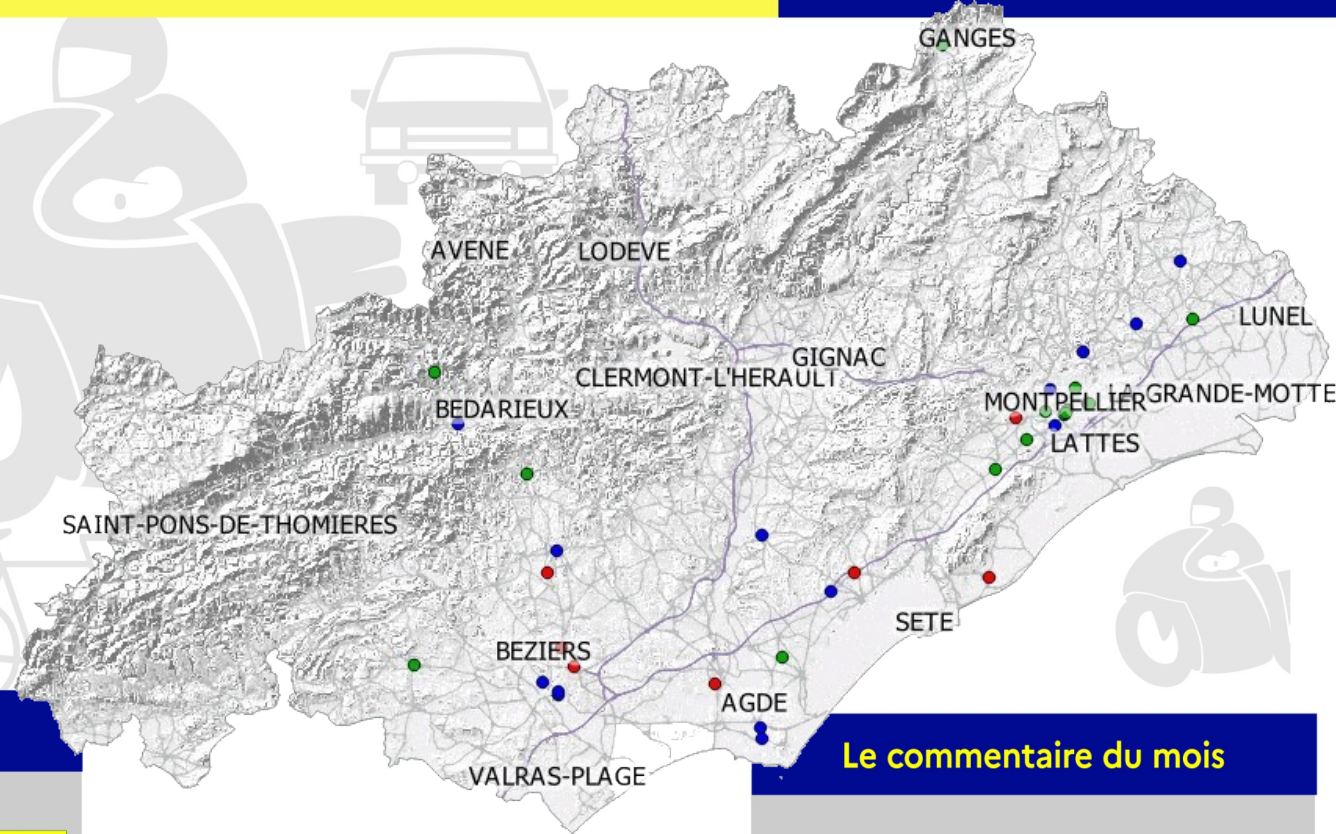 GANGES
AVENE
LODEVE
LUNEL
GIGNAC
CLERMONT-L'HERAULT
LA GRANDE-MOTTE
MONTPELLIER
BEDARIEUX
LATTES
SAINT-PONS-DE-THOMIERES
SETE
BEZIERS
AGDE
Le commentaire du mois
VALRAS-PLAGE